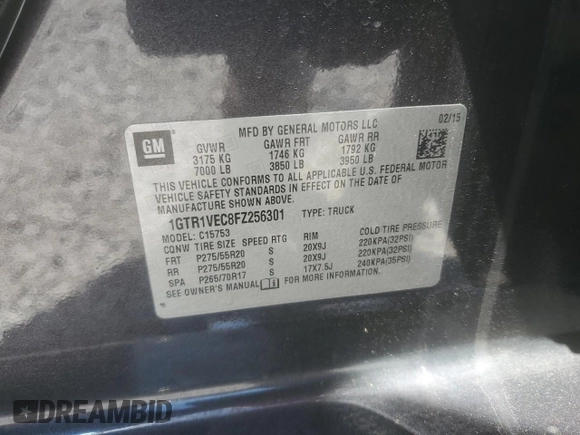 MFD BY GENERAL MOTORS LLC 02/15
GM GVWR GAWR FRT GAWR RR
3175 KG 1746 KG 1792 KG
7000 LB 3850 LB 3950 LB
THIS VEHICLE CONFORMS TO ALL APPLICABLE U.S. FEDERAL MOTOR
VEHICLE SAFETY STANDARDS IN EFFECT ON THE DATE OF
MANUFACTURE SHOWN ABOVE.
1GTR1VEC8FZ256301 TYPE: TRUCK
MODEL: C15753
CQNW TIRE SIZE SPEED RTG RIM COLD TIRE PRESSURE
FRT P275/55R20 S 20X9J 220KPA(32PSI)
RR P275/55R20 S 20X9J 220KPA(32PSI)
SPA P265/70R17 S 17X7.5J 240KPA(35PSI)
SEE OWNER'S MANUAL FOR MORE INFORMATION.
DREAMBID